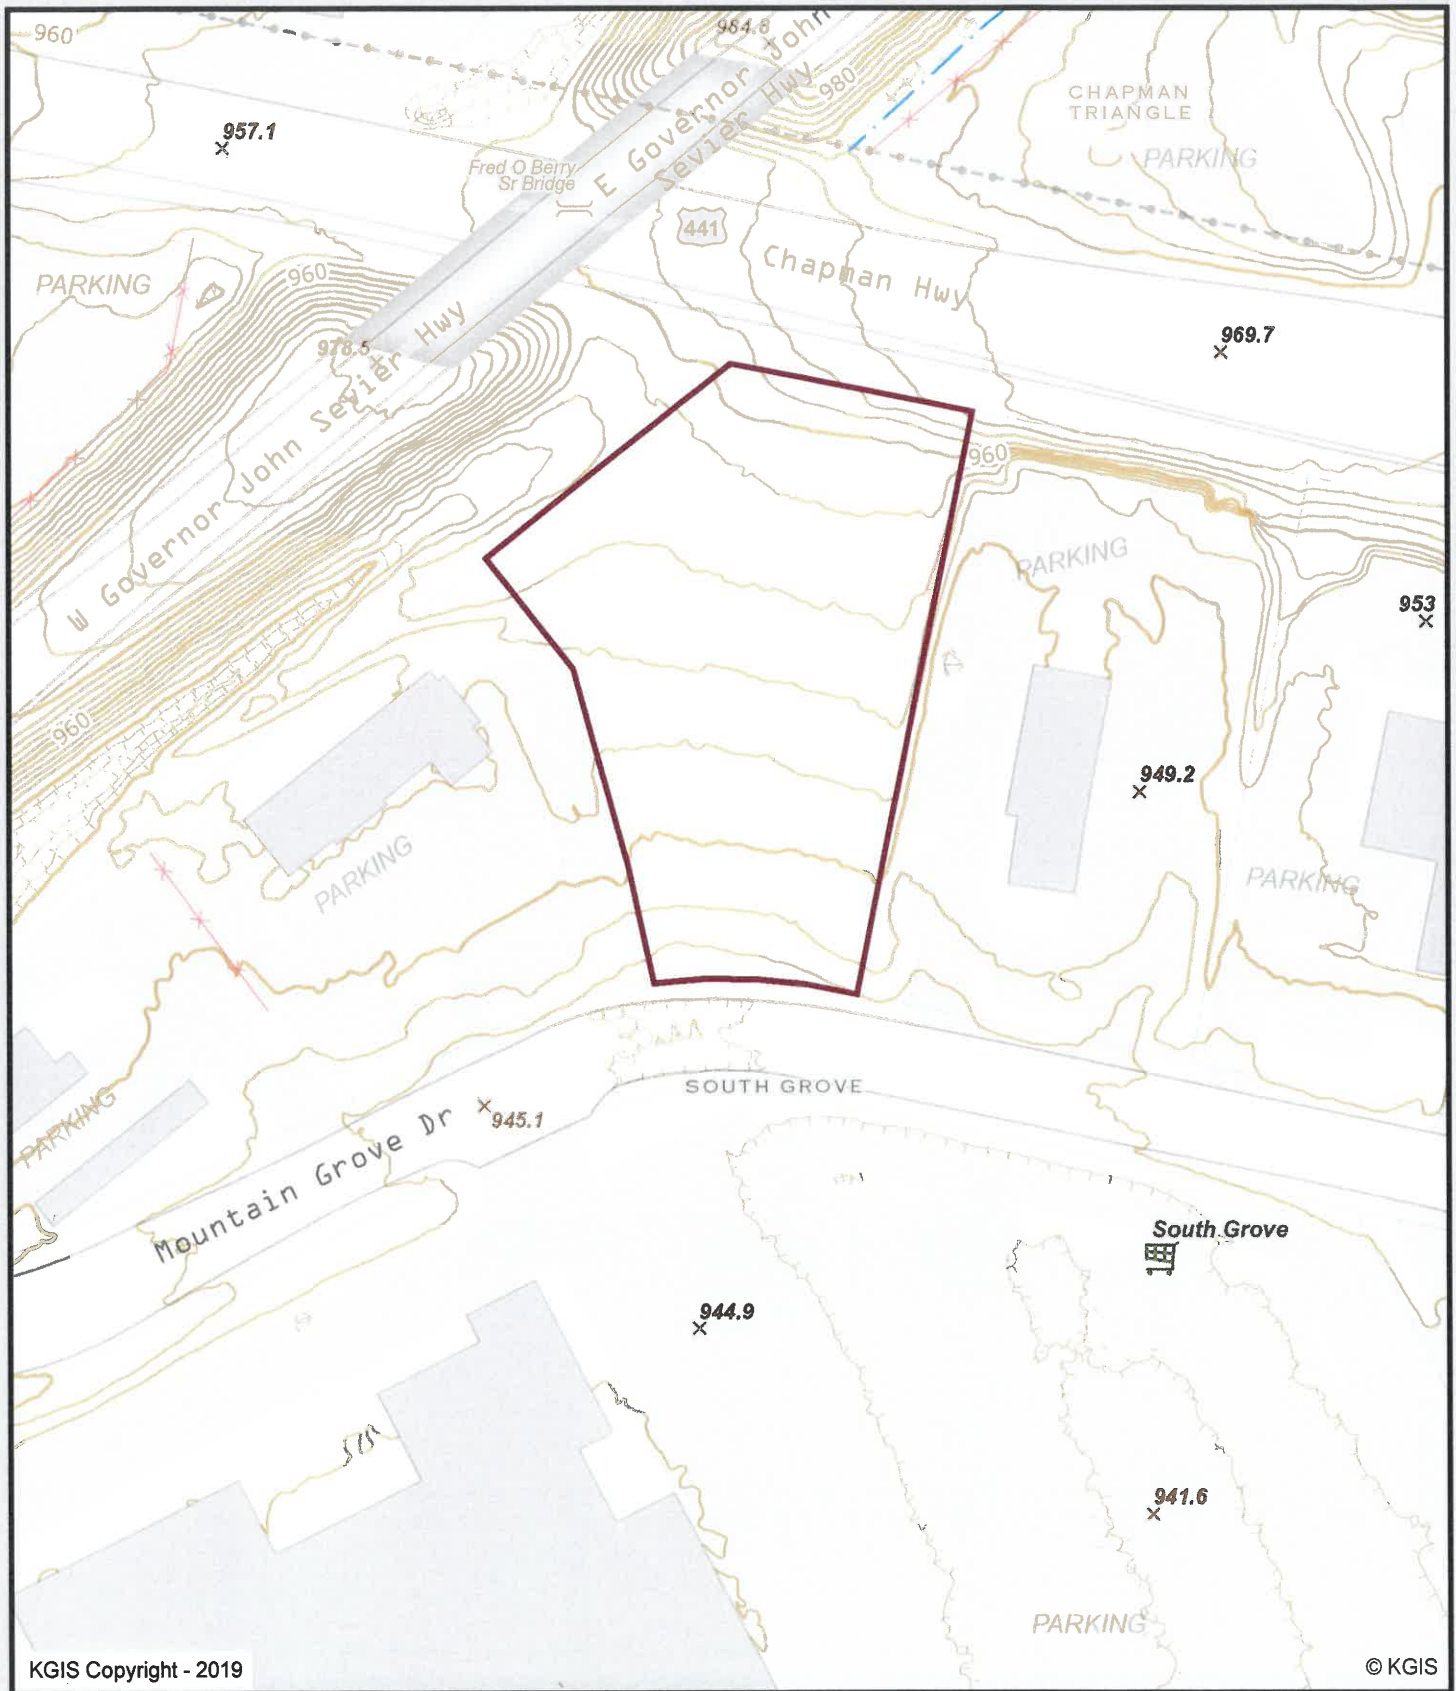 960
984.8
E Governor John
Sevier Hwy
980
CHAPMAN
TRIANGLE
PARKING
957.1
Fred O Berry
Sr Bridge
441
Chapman Hwy
PARKING
960
969.7
978.5
W Governor John Sevier Hwy
960
PARKING
953
960
949.2
PARKING
PARKING
SOUTH GROVE
PARKING
945.1
Mountain Grove Dr
South Grove
944.9
941.6
PARKING
KGIS Copyright - 2019
© KGIS